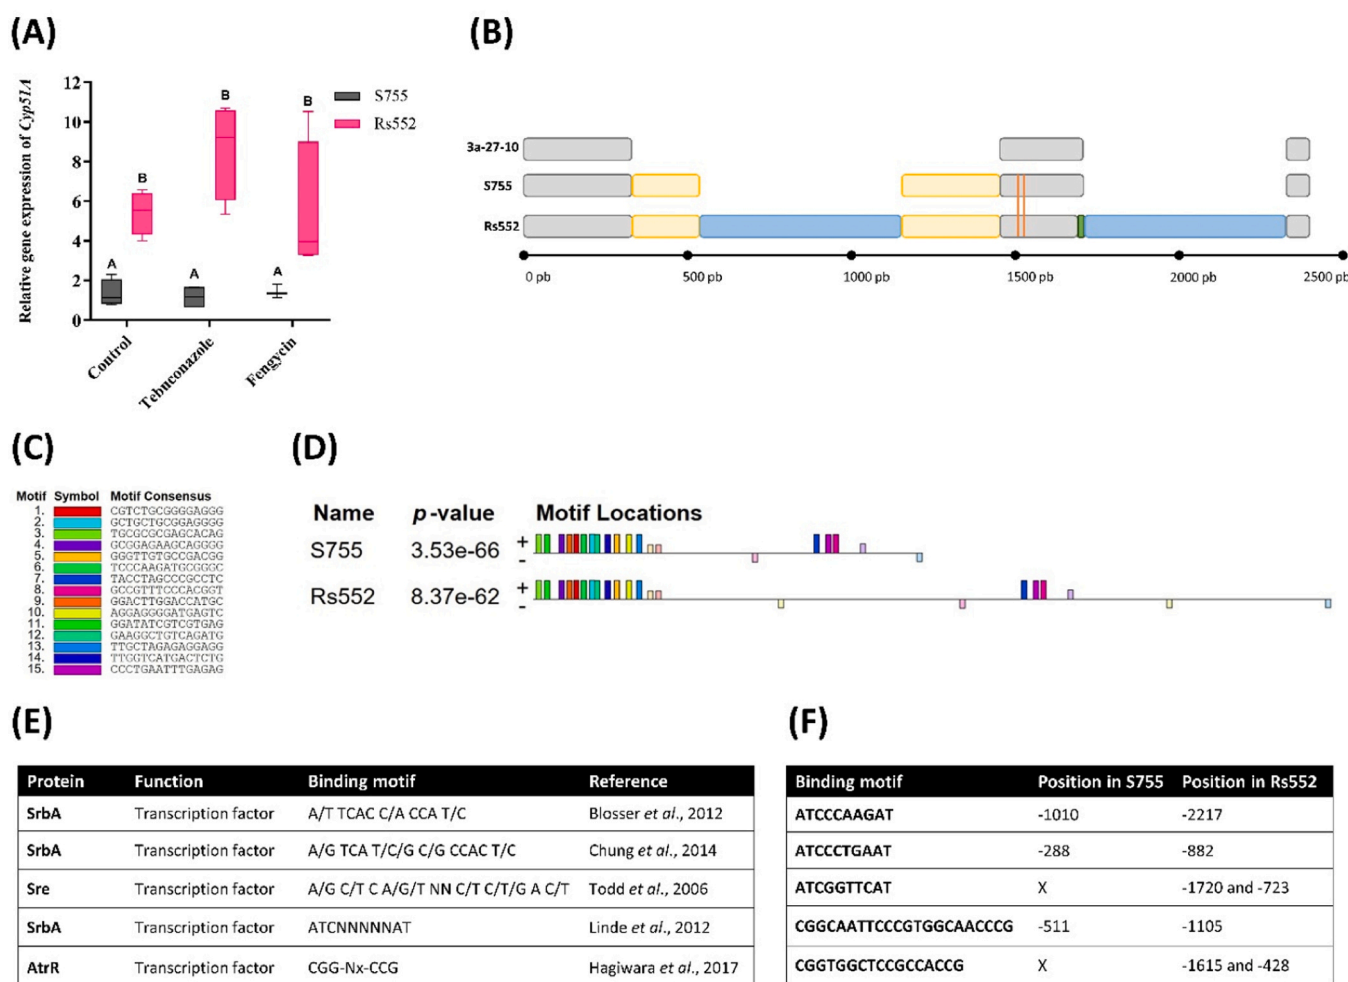 (A)
Relative gene expression of Cyp51A
12
10
8
6
4
2
0
A
B
A
B
A
B
S755
Rs552
Control
Tebuconazole
Fengycin
(B)
3a-27-10
S755
Rs552
0 pb
500 pb
1000 pb
1500 pb
2000 pb
2500 pb
(C)
Motif Symbol Motif Consensus
1. CGTCTGCGGGGAGGG
2. GCTGCTGCGGAGGGG
3. TGCGCGCGAGCACAG
4. GCGGAGAAGCAGGGG
5. GGGTTGTGCCGACGG
6. TCCCAAGATGCGGGC
7. TACCTAGCCCGCCTC
8. GCCGTTTCCCACGGT
9. GGACTTGGACCATGC
10. AGGAGGGGATGAGTC
11. GGATATCGTCGTGAG
12. GAAGGCTGTCAGATG
13. TTGCTAGAGAGGAGG
14. TTGGTCATGACTCTG
15. CCCTGAATTTGAGAG
(D)
Name p-value Motif Locations
S755 3.53e-66 + -
Rs552 8.37e-62 + -
(E)
Protein Function Binding motif Reference
SrbA Transcription factor A/T TCAC C/A CCA T/C Blosser et al., 2012
SrbA Transcription factor A/G TCA T/C/G C/G CCAC T/C Chung et al., 2014
Sre Transcription factor A/G C/T C A/G/T NN C/T C/T/G A C/T Todd et al., 2006
SrbA Transcription factor ATCNNNNNAT Linde et al., 2012
AtrR Transcription factor CGG-Nx-CCG Hagiwara et al., 2017
(F)
Binding motif Position in S755 Position in Rs552
ATCCCAAGAT -1010 -2217
ATCCCTGAAT -288 -882
ATCGGTTCAT X -1720 and -723
CGGCAATTCCCGTGGCAACCCG -511 -1105
CGGTGGCTCCGCCACCG X -1615 and -428